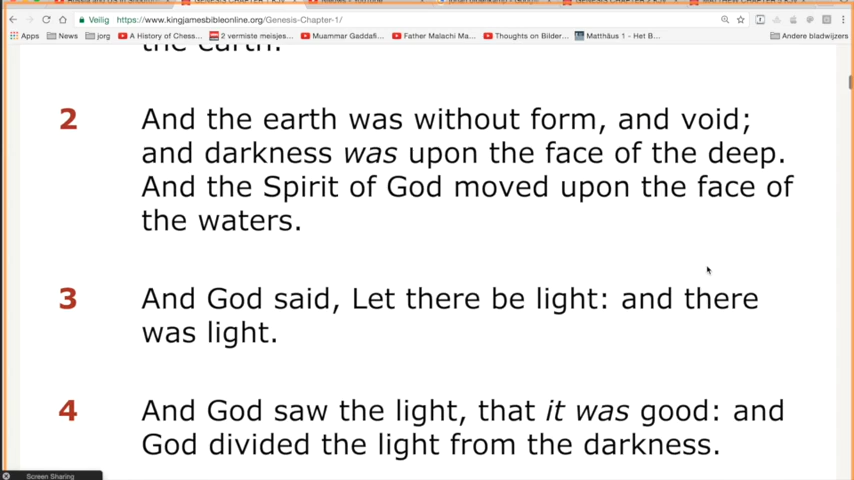 Veilig https://www.kingjamesbibleonline.org/Genesis-Chapter-1/
Apps News jorg A History of Chess... 2 vermiste meisjes... Muammar Gaddafi... Father Malachi Ma... Thoughts on Bilder... Matthäus 1 - Het B... Andere bladwijzers
the earth.
2 And the earth was without form, and void;
and darkness was upon the face of the deep.
And the Spirit of God moved upon the face of
the waters.
3 And God said, Let there be light: and there
was light.
4 And God saw the light, that it was good: and
God divided the light from the darkness.
Screen Sharing